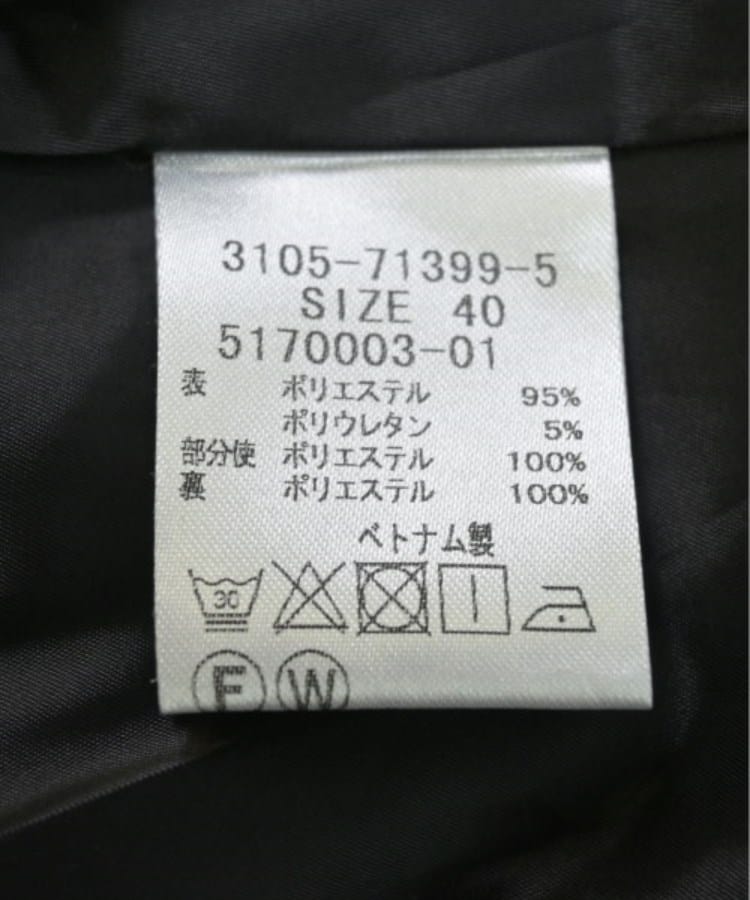 3105-71399-5
SIZE 40
5170003-01
表 ポリエステル 95%
ポリウレタン 5%
部分使 ポリエステル 100%
裏 ポリエステル 100%
ベトナム製
30
F W